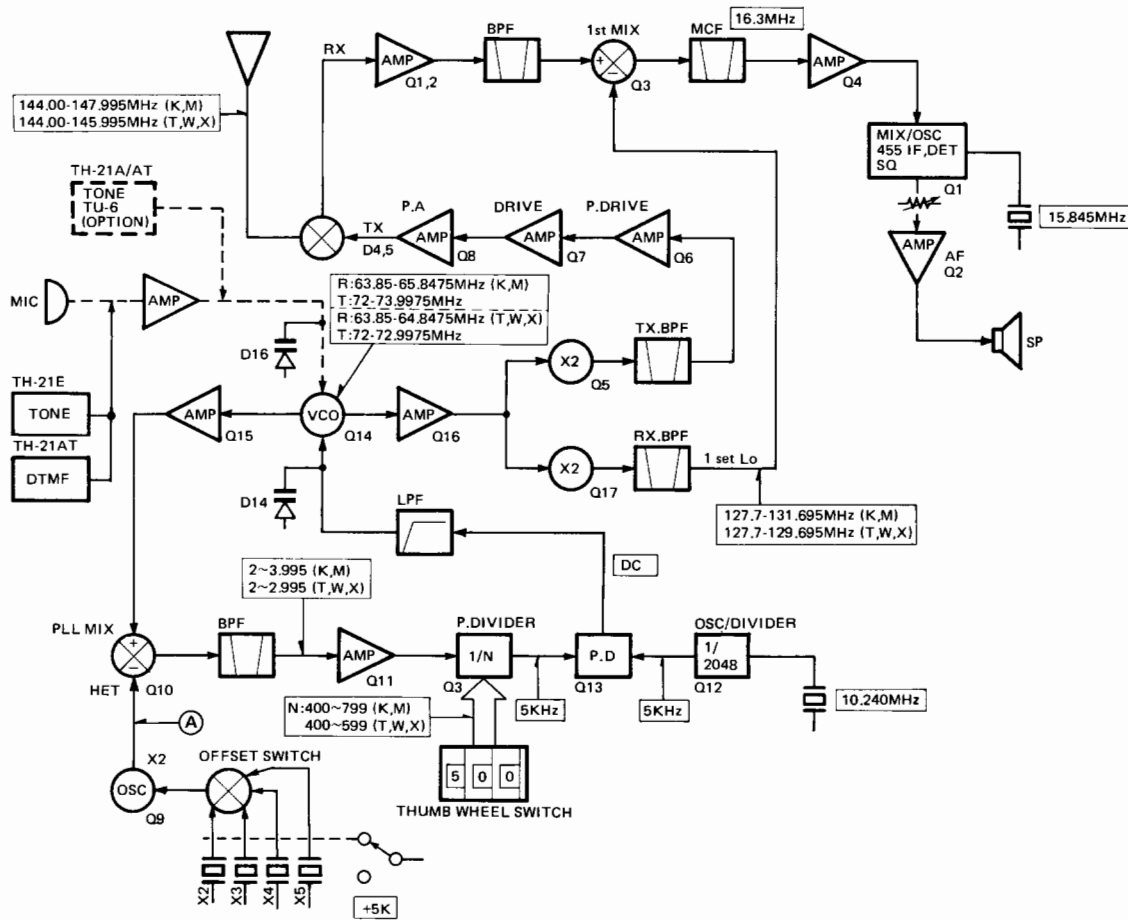 RX
AMP
Q1,2
BPF
1st MIX
+
−
Q3
MCF
16.3MHz
AMP
Q4
144.00-147.995MHz (K,M)
144.00-145.995MHz (T,W,X)
MIX/OSC
455 IF,DET
SQ
Q1
15.845MHz
AMP
AF
Q2
SP
TH-21A/AT
TONE
TU-6
(OPTION)
TX
D4,5
P.A
AMP
Q8
DRIVE
AMP
Q7
P.DRIVE
AMP
Q6
MIC
AMP
R:63.85-65.8475MHz (K,M)
T:72-73.9975MHz
R:63.85-64.8475MHz (T,W,X)
T:72-72.9975MHz
D16
X2
Q5
TX.BPF
TH-21E
TONE
TH-21AT
DTMF
AMP
Q15
VCO
Q14
AMP
Q16
X2
Q17
RX.BPF
1 set Lo
127.7-131.695MHz (K,M)
127.7-129.695MHz (T,W,X)
D14
LPF
DC
2~3.995 (K,M)
2~2.995 (T,W,X)
PLL MIX
+
−
HET
Q10
BPF
AMP
Q11
P.DIVIDER
1/N
Q3
5KHz
P.D
Q13
5KHz
OSC/DIVIDER
1/
2048
Q12
10.240MHz
N:400~799 (K,M)
400~599 (T,W,X)
A
X2
OSC
Q9
OFFSET SWITCH
5 0 0
THUMB WHEEL SWITCH
X2
X3
X4
X5
+5K